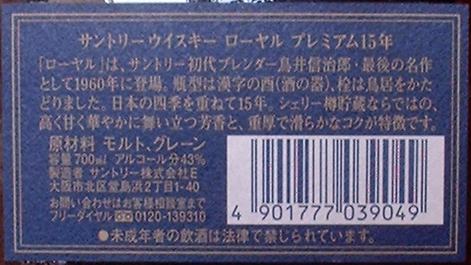 サントリーウイスキー ローヤル プレミアム15年
「ローヤル」は、サントリー初代ブレンダー鳥井信治郎・最後の名作
として1960年に登場。瓶型は漢字の酉(酒の器)、栓は鳥居をかた
どりました。日本の四季を重ねて15年。シェリー樽貯蔵ならではの、
高く甘く華やかに舞い立つ芳香と、重厚で滑らかなコクが特徴です。
原材料 モルト、グレーン
容量 700ml アルコール分43%
製造者 サントリー株式会社E
大阪市北区堂島浜2丁目1-40
お問い合わせはお客様相談室まで
フリーダイヤル 0120-139310
4 901777 039049
●未成年者の飲酒は法律で禁じられています。